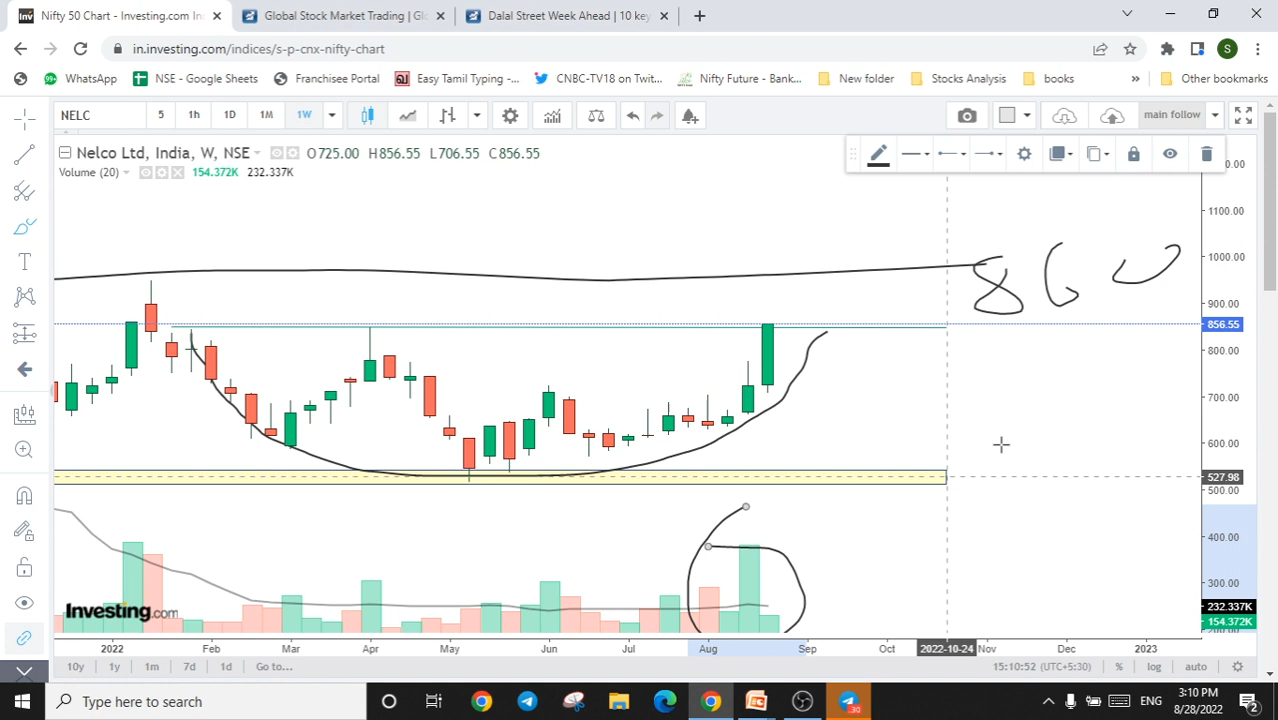 Nifty 50 Chart - Investing.com In
Global Stock Market Trading | Glo
Dalal Street Week Ahead | 10 key
in.investing.com/indices/s-p-cnx-nifty-chart
WhatsApp
NSE - Google Sheets
Franchisee Portal
Easy Tamil Typing -...
CNBC-TV18 on Twit...
Nifty Future - Bank...
New folder
Stocks Analysis
books
»
Other bookmarks
NELC 5 1h 1D 1M 1W main follow
Nelco Ltd, India, W, NSE O725.00 H856.55 L706.55 C856.55
Volume (20) 154.372K 232.337K
1100.00
1000.00
860
900.00
856.55
800.00
700.00
600.00
527.98
500.00
400.00
300.00
232.337K
154.372K
Investing.com
2022 Feb Mar Apr May Jun Jul Aug Sep Oct 2022-10-24 Nov Dec 2023
10y 1y 1m 7d 1d Go to... 15:10:52 (UTC+5:30) % log auto
Type here to search
30
ENG
3:10 PM
8/28/2022
2